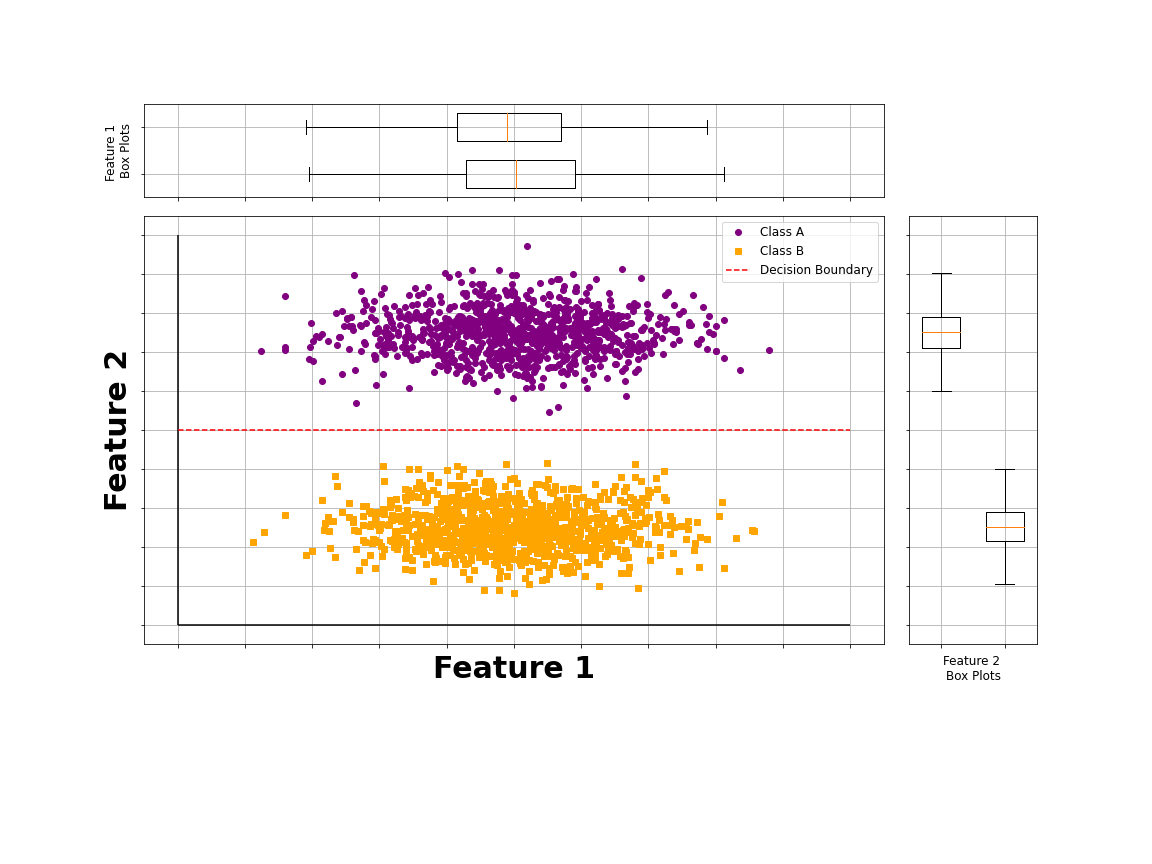 Feature 1
Box Plots
Class A
Class B
Decision Boundary
Feature 2
Feature 1
Feature 2
Box Plots